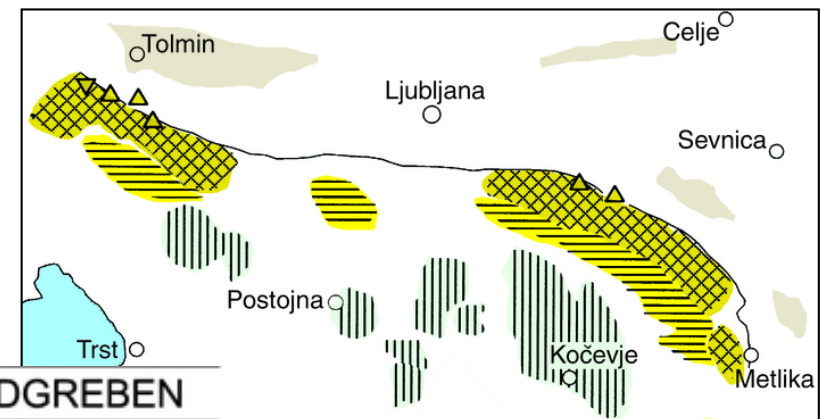 Celje
Tolmin
Ljubljana
Sevnica
Postojna
Trst
Kočevje
Metlika
DGREBEN